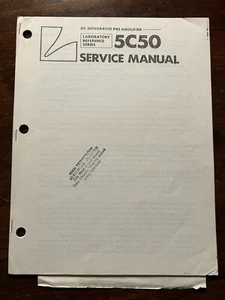 DC INTEGRATED PRE AMPLIFIER
LABORATORY
REFERENCE
SERIES
5C50
SERVICE MANUAL